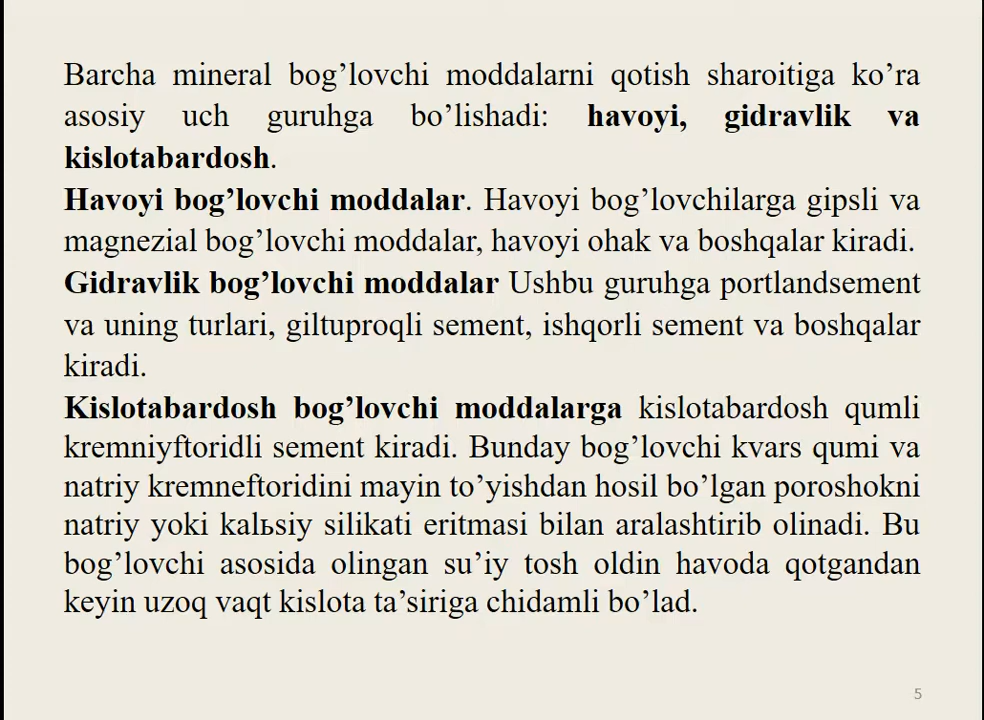 Barcha mineral bog’lovchi moddalarni qotish sharoitiga ko’ra
asosiy uch guruhga bo’lishadi: havoyi, gidravlik va
kislotabardosh.
Havoyi bog’lovchi moddalar. Havoyi bog’lovchilarga gipsli va
magnezial bog’lovchi moddalar, havoyi ohak va boshqalar kiradi.
Gidravlik bog’lovchi moddalar Ushbu guruhga portlandsement
va uning turlari, giltuproqli sement, ishqorli sement va boshqalar
kiradi.
Kislotabardosh bog’lovchi moddalarga kislotabardosh qumli
kremniyftoridli sement kiradi. Bunday bog’lovchi kvars qumi va
natriy kremneftoridini mayin to’yishdan hosil bo’lgan poroshokni
natriy yoki kalьsiy silikati eritmasi bilan aralashtirib olinadi. Bu
bog’lovchi asosida olingan su’iy tosh oldin havoda qotgandan
keyin uzoq vaqt kislota ta’siriga chidamli bo’lad.
5